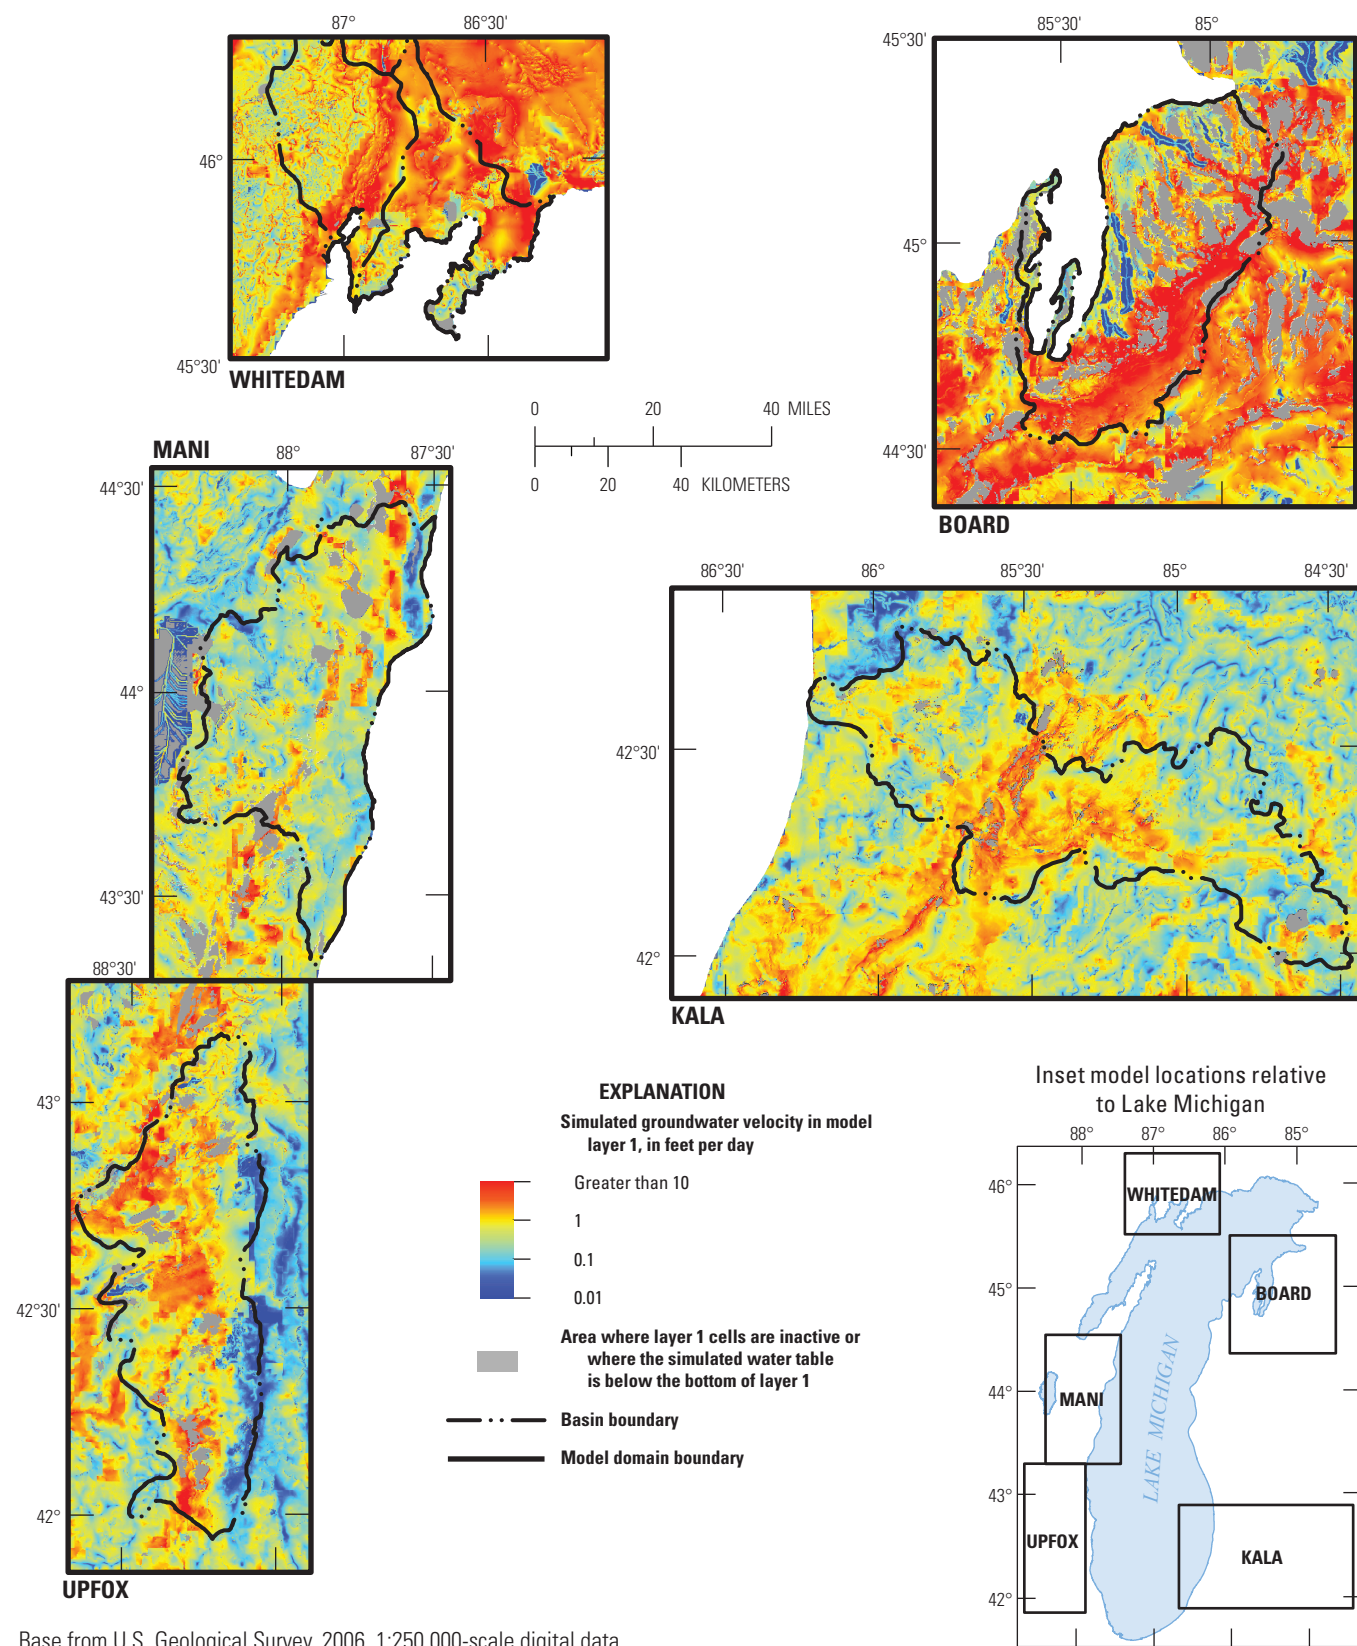 87° 86°30'
46°
45°30'
WHITEDAM
85°30' 85°
45°30'
45°
44°30'
BOARD
0 20 40 MILES
0 20 40 KILOMETERS
MANI
88° 87°30'
44°30'
44°
43°30'
86°30' 86° 85°30' 85° 84°30'
42°30'
42°
KALA
88°30'
43°
42°30'
42°
UPFOX
EXPLANATION
Simulated groundwater velocity in model
layer 1, in feet per day
Greater than 10
1
0.1
0.01
Area where layer 1 cells are inactive or
where the simulated water table
is below the bottom of layer 1
Basin boundary
Model domain boundary
Inset model locations relative
to Lake Michigan
88° 87° 86° 85°
46°
45°
44°
43°
42°
WHITEDAM
BOARD
MANI
LAKE MICHIGAN
UPFOX
KALA
Base from U.S. Geological Survey, 2006, 1:250,000-scale digital data